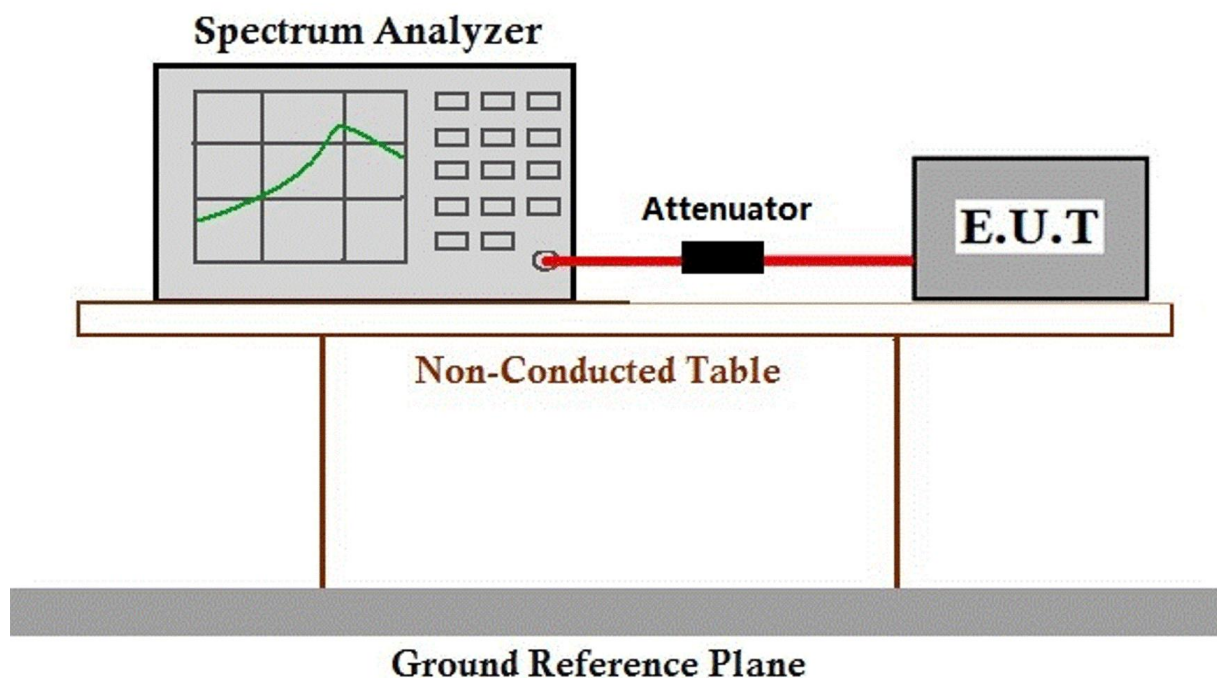 Spectrum Analyzer
Attenuator
E.U.T
Non-Conducted Table
Ground Reference Plane